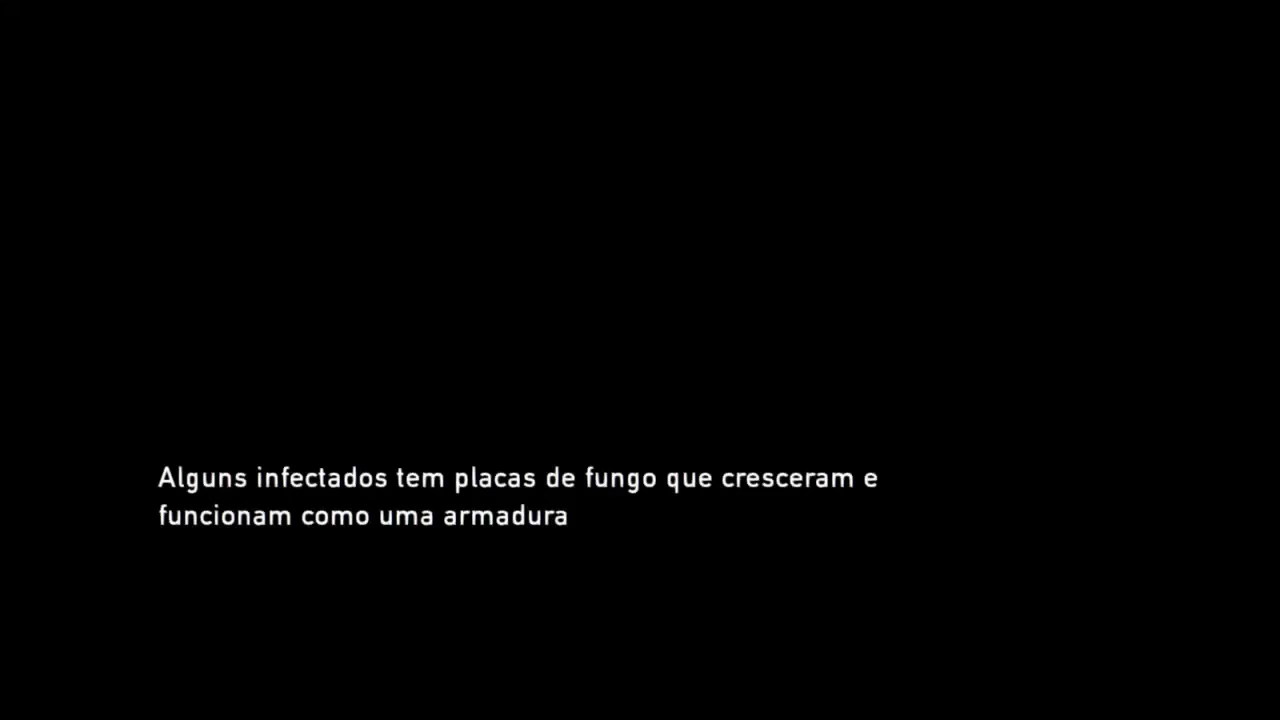 Alguns infectados tem placas de fungo que cresceram e
funcionam como uma armadura